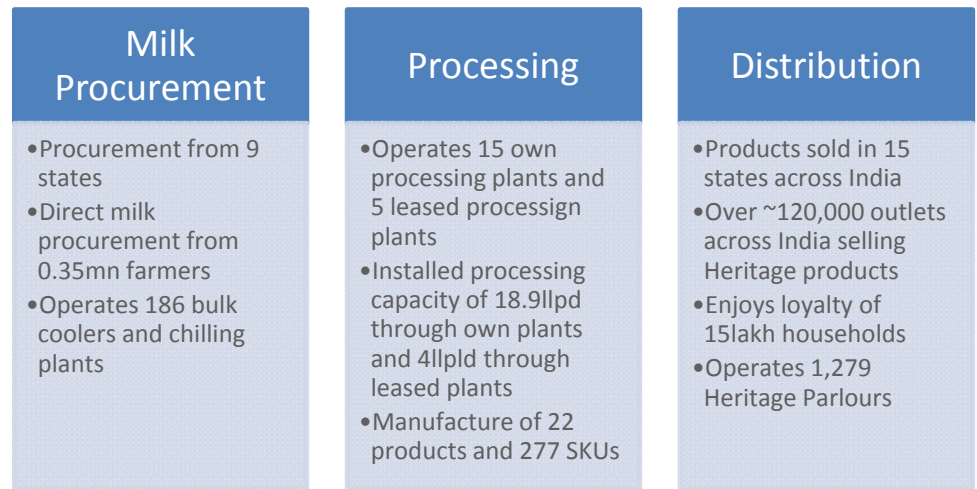 Milk
Procurement
•Procurement from 9
states
•Direct milk
procurement from
0.35mn farmers
•Operates 186 bulk
coolers and chilling
plants
Processing
•Operates 15 own
processing plants and
5 leased processign
plants
•Installed processing
capacity of 18.9llpd
through own plants
and 4llpld through
leased plants
•Manufacture of 22
products and 277 SKUs
Distribution
•Products sold in 15
states across India
•Over ~120,000 outlets
across India selling
Heritage products
•Enjoys loyalty of
15lakh households
•Operates 1,279
Heritage Parlours